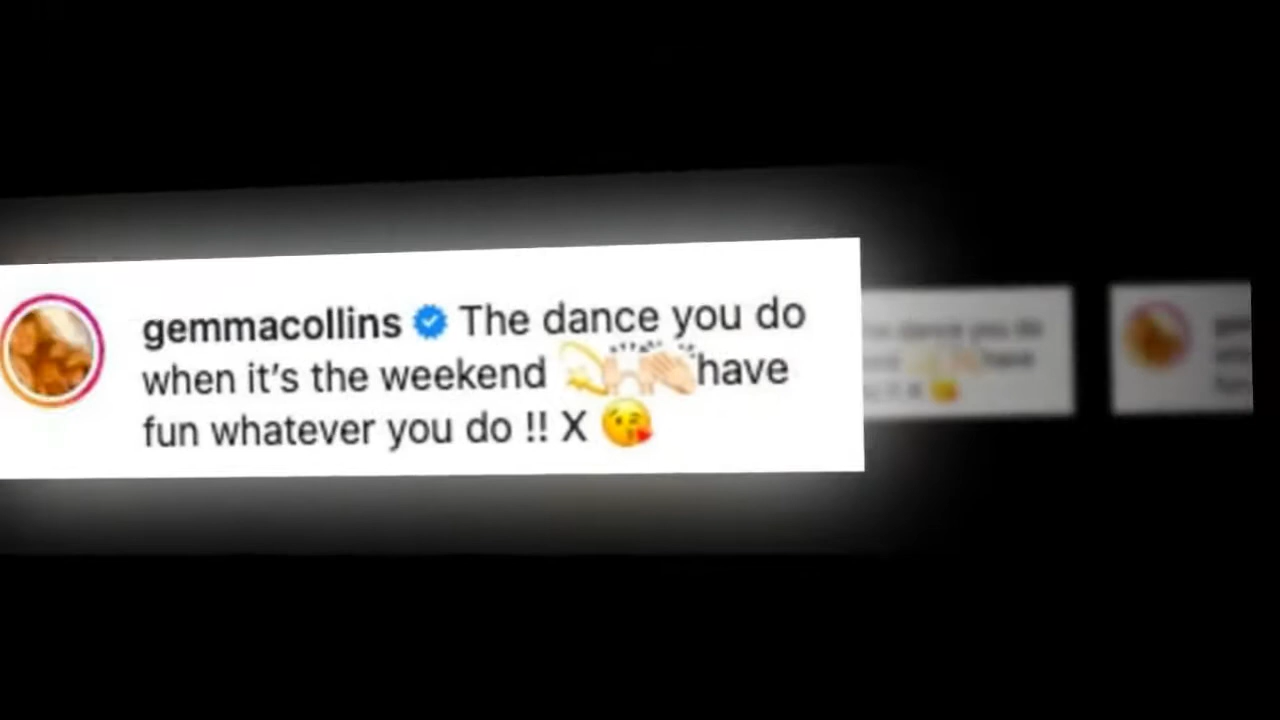 gemmacollins The dance you do
when it's the weekend 💫🙌🏻👏🏻have
fun whatever you do !! X 😘